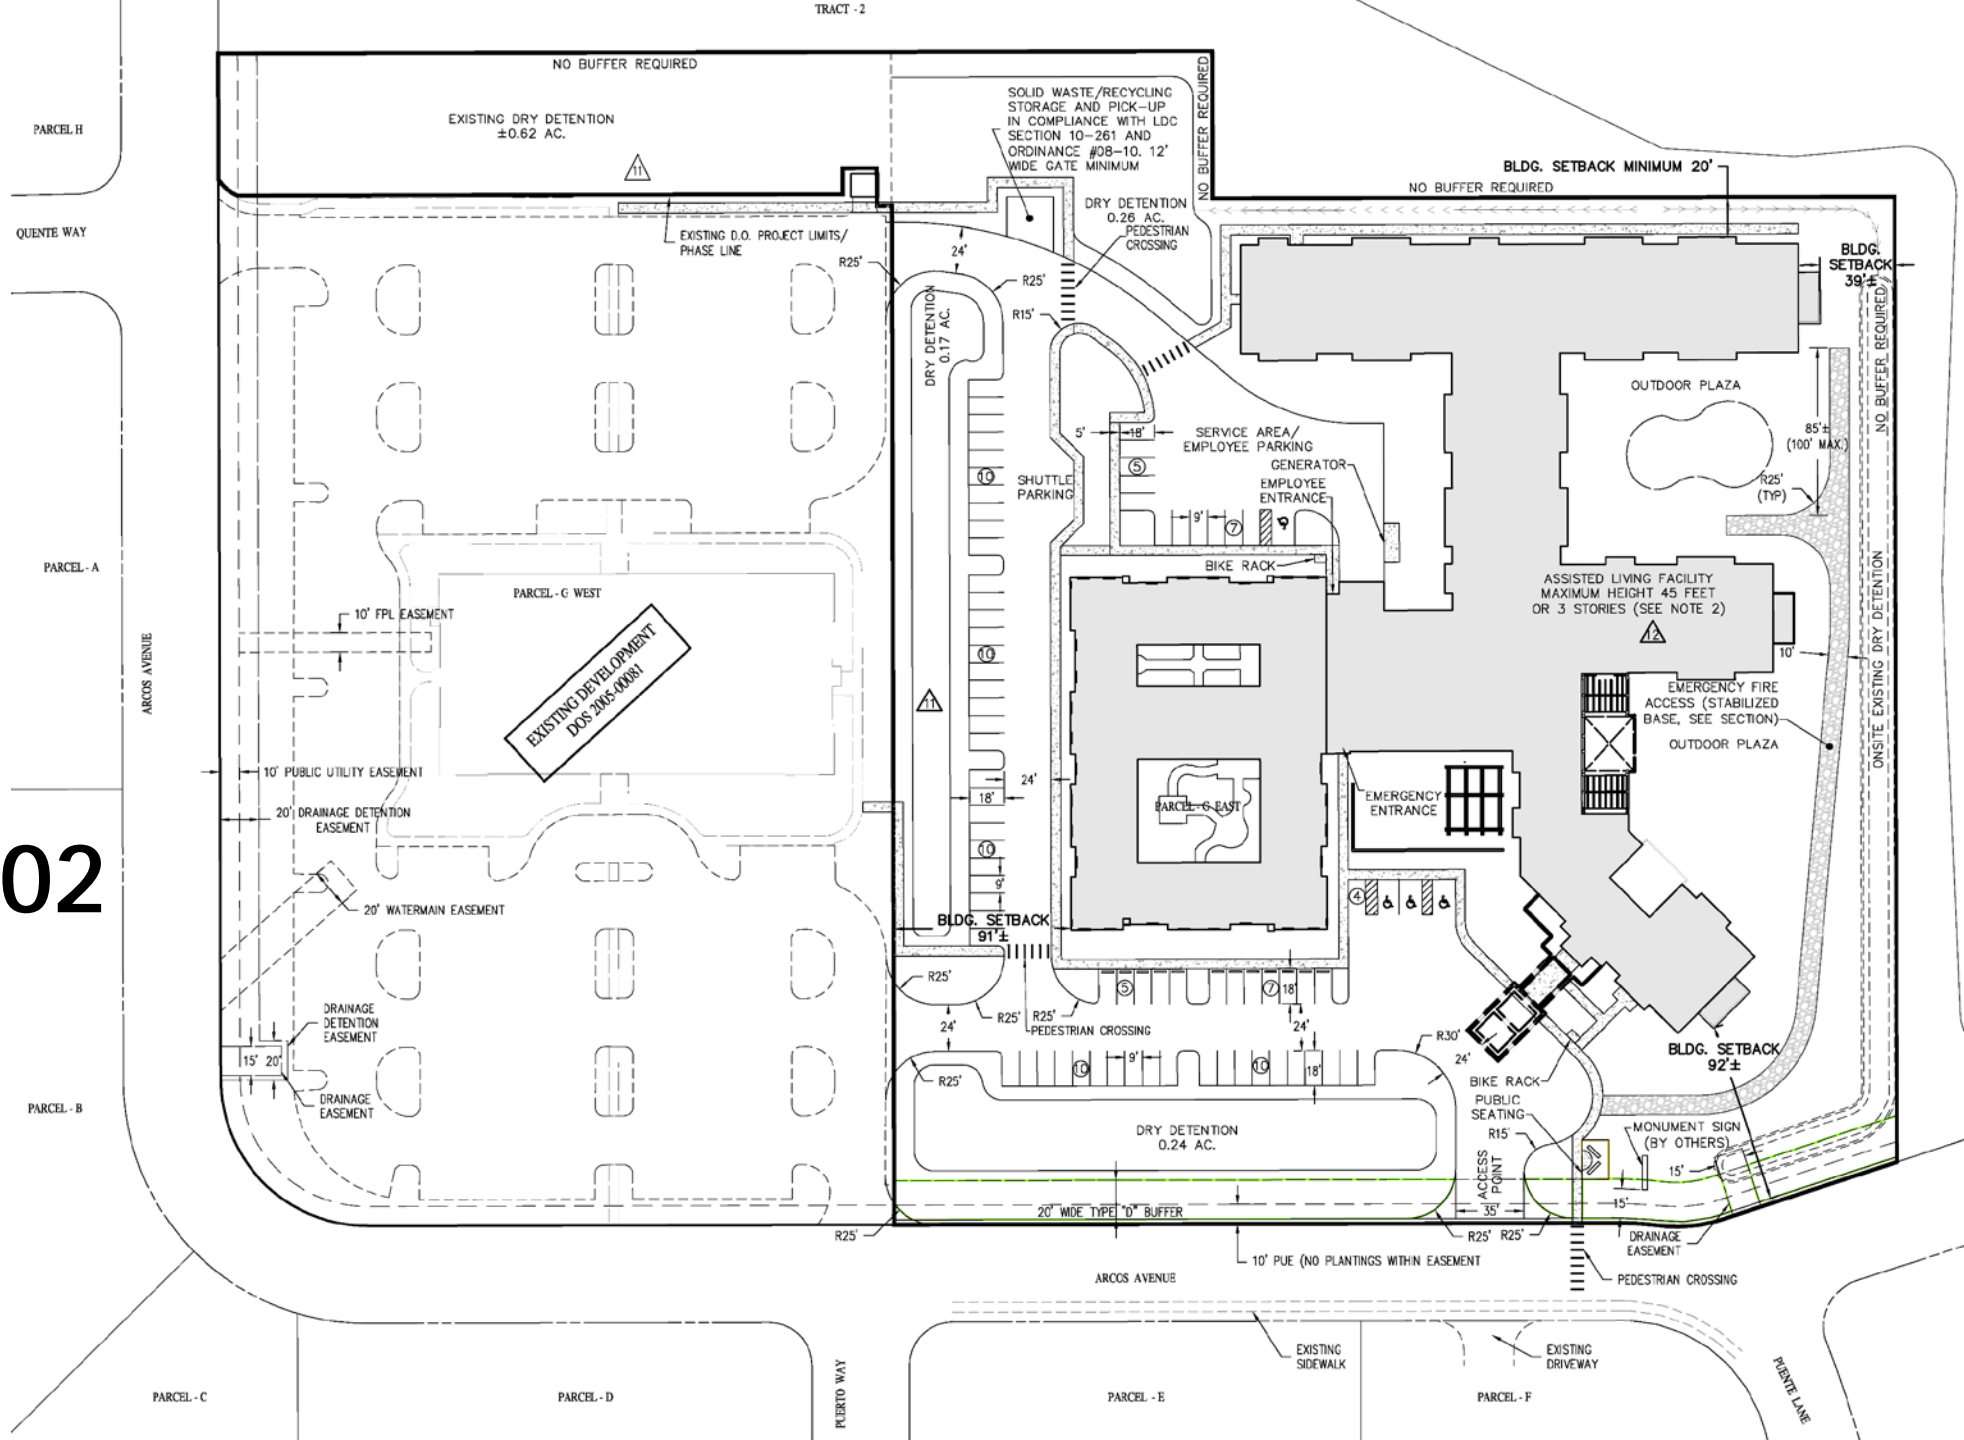 TRACT - 2
NO BUFFER REQUIRED
EXISTING DRY DETENTION
±0.62 AC.
11
SOLID WASTE/RECYCLING
STORAGE AND PICK-UP
IN COMPLIANCE WITH LDC
SECTION 10-261 AND
ORDINANCE #08-10. 12'
WIDE GATE MINIMUM
NO BUFFER REQUIRED
BLDG. SETBACK MINIMUM 20'
NO BUFFER REQUIRED
PARCEL H
QUENTE WAY
EXISTING D.O. PROJECT LIMITS/
PHASE LINE
DRY DETENTION
0.26 AC.
PEDESTRIAN
CROSSING
24'
R25'
R25'
R15'
DRY DETENTION
0.17 AC.
BLDG.
SETBACK
39'±
NO BUFFER REQUIRED
OUTDOOR PLAZA
85'±
(100' MAX.)
R25'
(TYP)
5'
18'
SERVICE AREA/
EMPLOYEE PARKING
GENERATOR
EMPLOYEE
ENTRANCE
5
10
SHUTTLE
PARKING
9'
7
BIKE RACK
PARCEL - A
ARCOS AVENUE
PARCEL - G WEST
10' FPL EASEMENT
EXISTING DEVELOPMENT
DOS 2005-00081
ASSISTED LIVING FACILITY
MAXIMUM HEIGHT 45 FEET
OR 3 STORIES (SEE NOTE 2)
12
10'
10
11
EMERGENCY FIRE
ACCESS (STABILIZED
BASE, SEE SECTION)
OUTDOOR PLAZA
ONSITE EXISTING DRY DETENTION
10' PUBLIC UTILITY EASEMENT
20' DRAINAGE DETENTION
EASEMENT
24'
18'
PARCEL - G EAST
EMERGENCY
ENTRANCE
02
10
9'
4
20' WATERMAIN EASEMENT
BLDG. SETBACK
91'±
R25'
5
7
18'
R25'
R25'
PEDESTRIAN CROSSING
24'
24'
DRAINAGE
DETENTION
EASEMENT
15'
20'
DRAINAGE
EASEMENT
R25'
10
9'
10
18'
R30'
24'
BLDG. SETBACK
92'±
BIKE RACK
PUBLIC
SEATING
R15'
MONUMENT SIGN
(BY OTHERS)
15'
PARCEL - B
DRY DETENTION
0.24 AC.
ACCESS
POINT
35'
15'
20' WIDE TYPE "D" BUFFER
R25'
R25'
R25'
DRAINAGE
EASEMENT
10' PUE (NO PLANTINGS WITHIN EASEMENT
ARCOS AVENUE
PEDESTRIAN CROSSING
EXISTING
SIDEWALK
EXISTING
DRIVEWAY
PARCEL - C
PARCEL - D
PUERTO WAY
PARCEL - E
PARCEL - F
PUENTE LANE